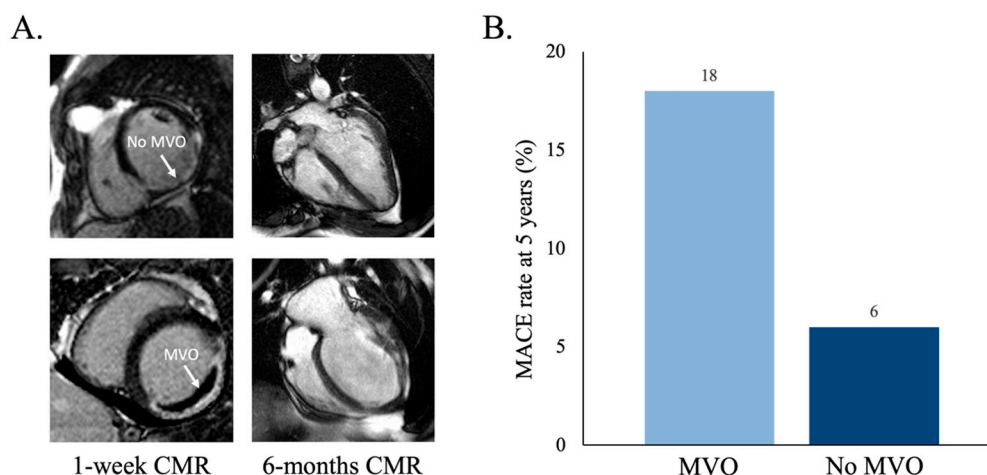 A.
No MVO
MVO
1-week CMR
6-months CMR
B.
MACE rate at 5 years (%)
20
15
10
5
0
18
6
MVO
No MVO